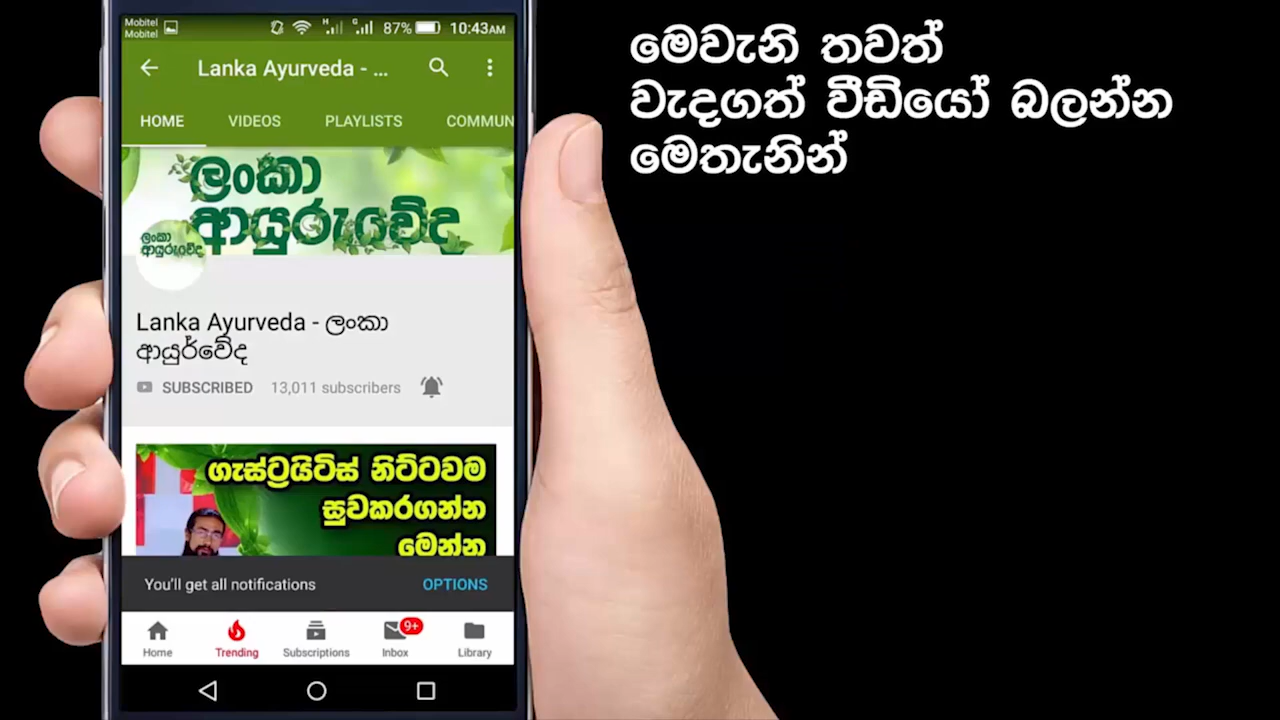 Mobitel
Mobitel
H
G
87%
10:43AM
Lanka Ayurveda - ...
HOME VIDEOS PLAYLISTS COMMUN
ලංකා
ආයුරුවේද
ලංකා
ආයුරුවේද
Lanka Ayurveda - ලංකා
ආයුර්වේද
SUBSCRIBED 13,011 subscribers
ගැස්ට්‍රයිටිස් නිට්ටවම
සුවකරගන්න
මෙන්න
You'll get all notifications OPTIONS
9+
Home Trending Subscriptions Inbox Library
මෙවැනි තවත්
වැදගත් වීඩියෝ බලන්න
මෙතැනින්